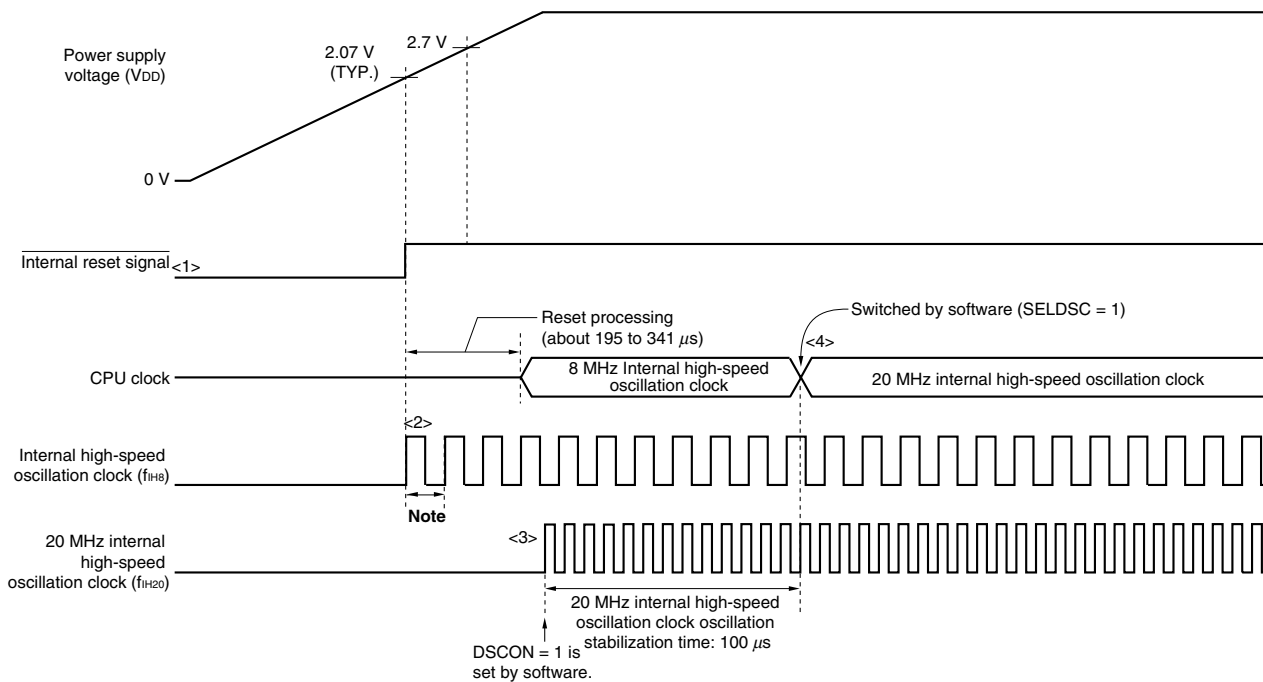 Power supply
voltage (VDD)
2.07 V
(TYP.)
2.7 V
0 V
Internal reset signal
<1>
Reset processing
(about 195 to 341 μs)
Switched by software (SELDSC = 1)
<4>
CPU clock
8 MHz Internal high-speed
oscillation clock
20 MHz internal high-speed oscillation clock
<2>
Internal high-speed
oscillation clock (fIH8)
Note
20 MHz internal
high-speed
oscillation clock (fIH20)
<3>
20 MHz internal high-speed
oscillation clock oscillation
stabilization time: 100 μs
DSCON = 1 is
set by software.